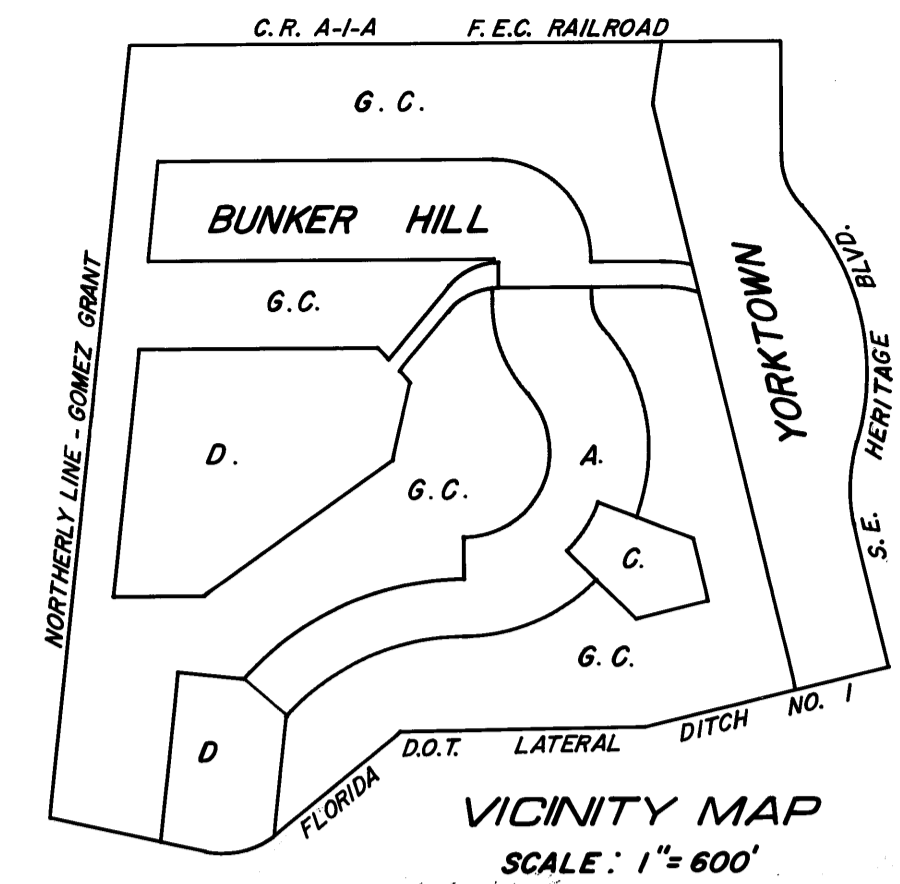 C.R. A-1-A F.E.C. RAILROAD
G. C.
BUNKER HILL
S.E. HERITAGE BLVD.
YORKTOWN
G.C.
NORTHERLY LINE - GOMEZ GRANT
D.
A.
G.C.
C.
G.C.
D
FLORIDA D.O.T. LATERAL DITCH NO. 1
VICINITY MAP
SCALE: 1"=600'